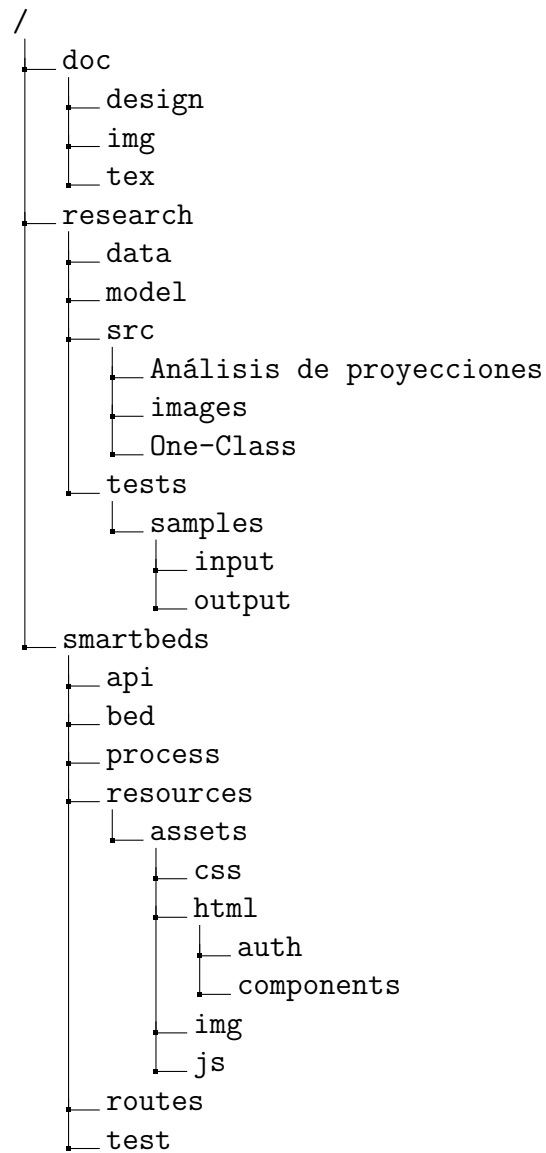 /
doc
design
img
tex
research
data
model
src
Análisis de proyecciones
images
One-Class
tests
samples
input
output
smartbeds
api
bed
process
resources
assets
css
html
auth
components
img
js
routes
test